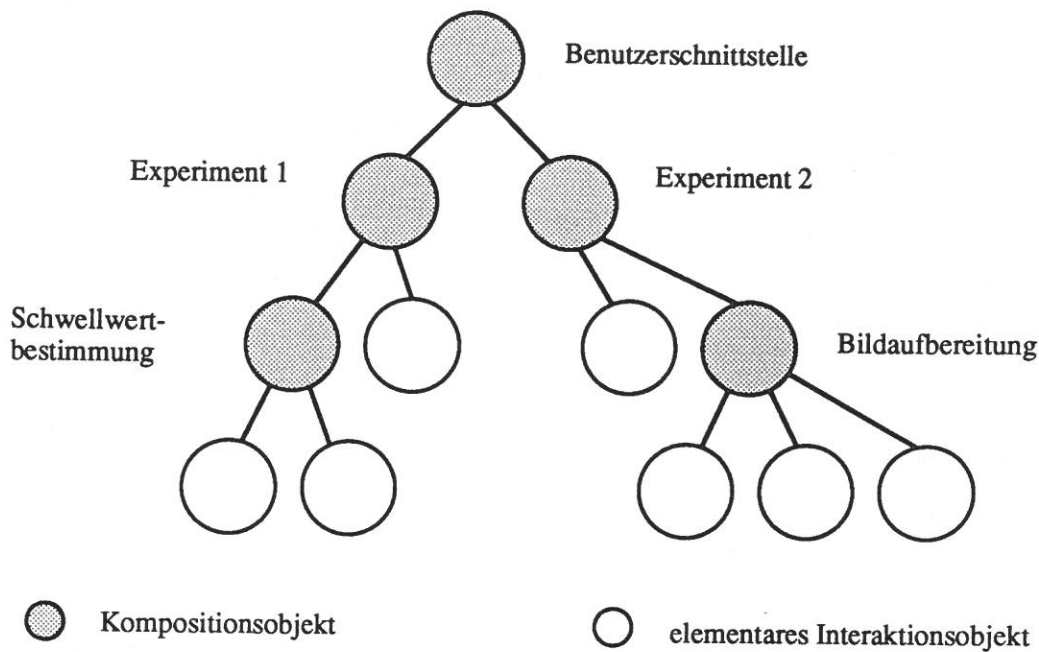 Benutzerschnittstelle
Experiment 1
Experiment 2
Schwellwert-
bestimmung
Bildaufbereitung
Kompositionsobjekt
elementares Interaktionsobjekt